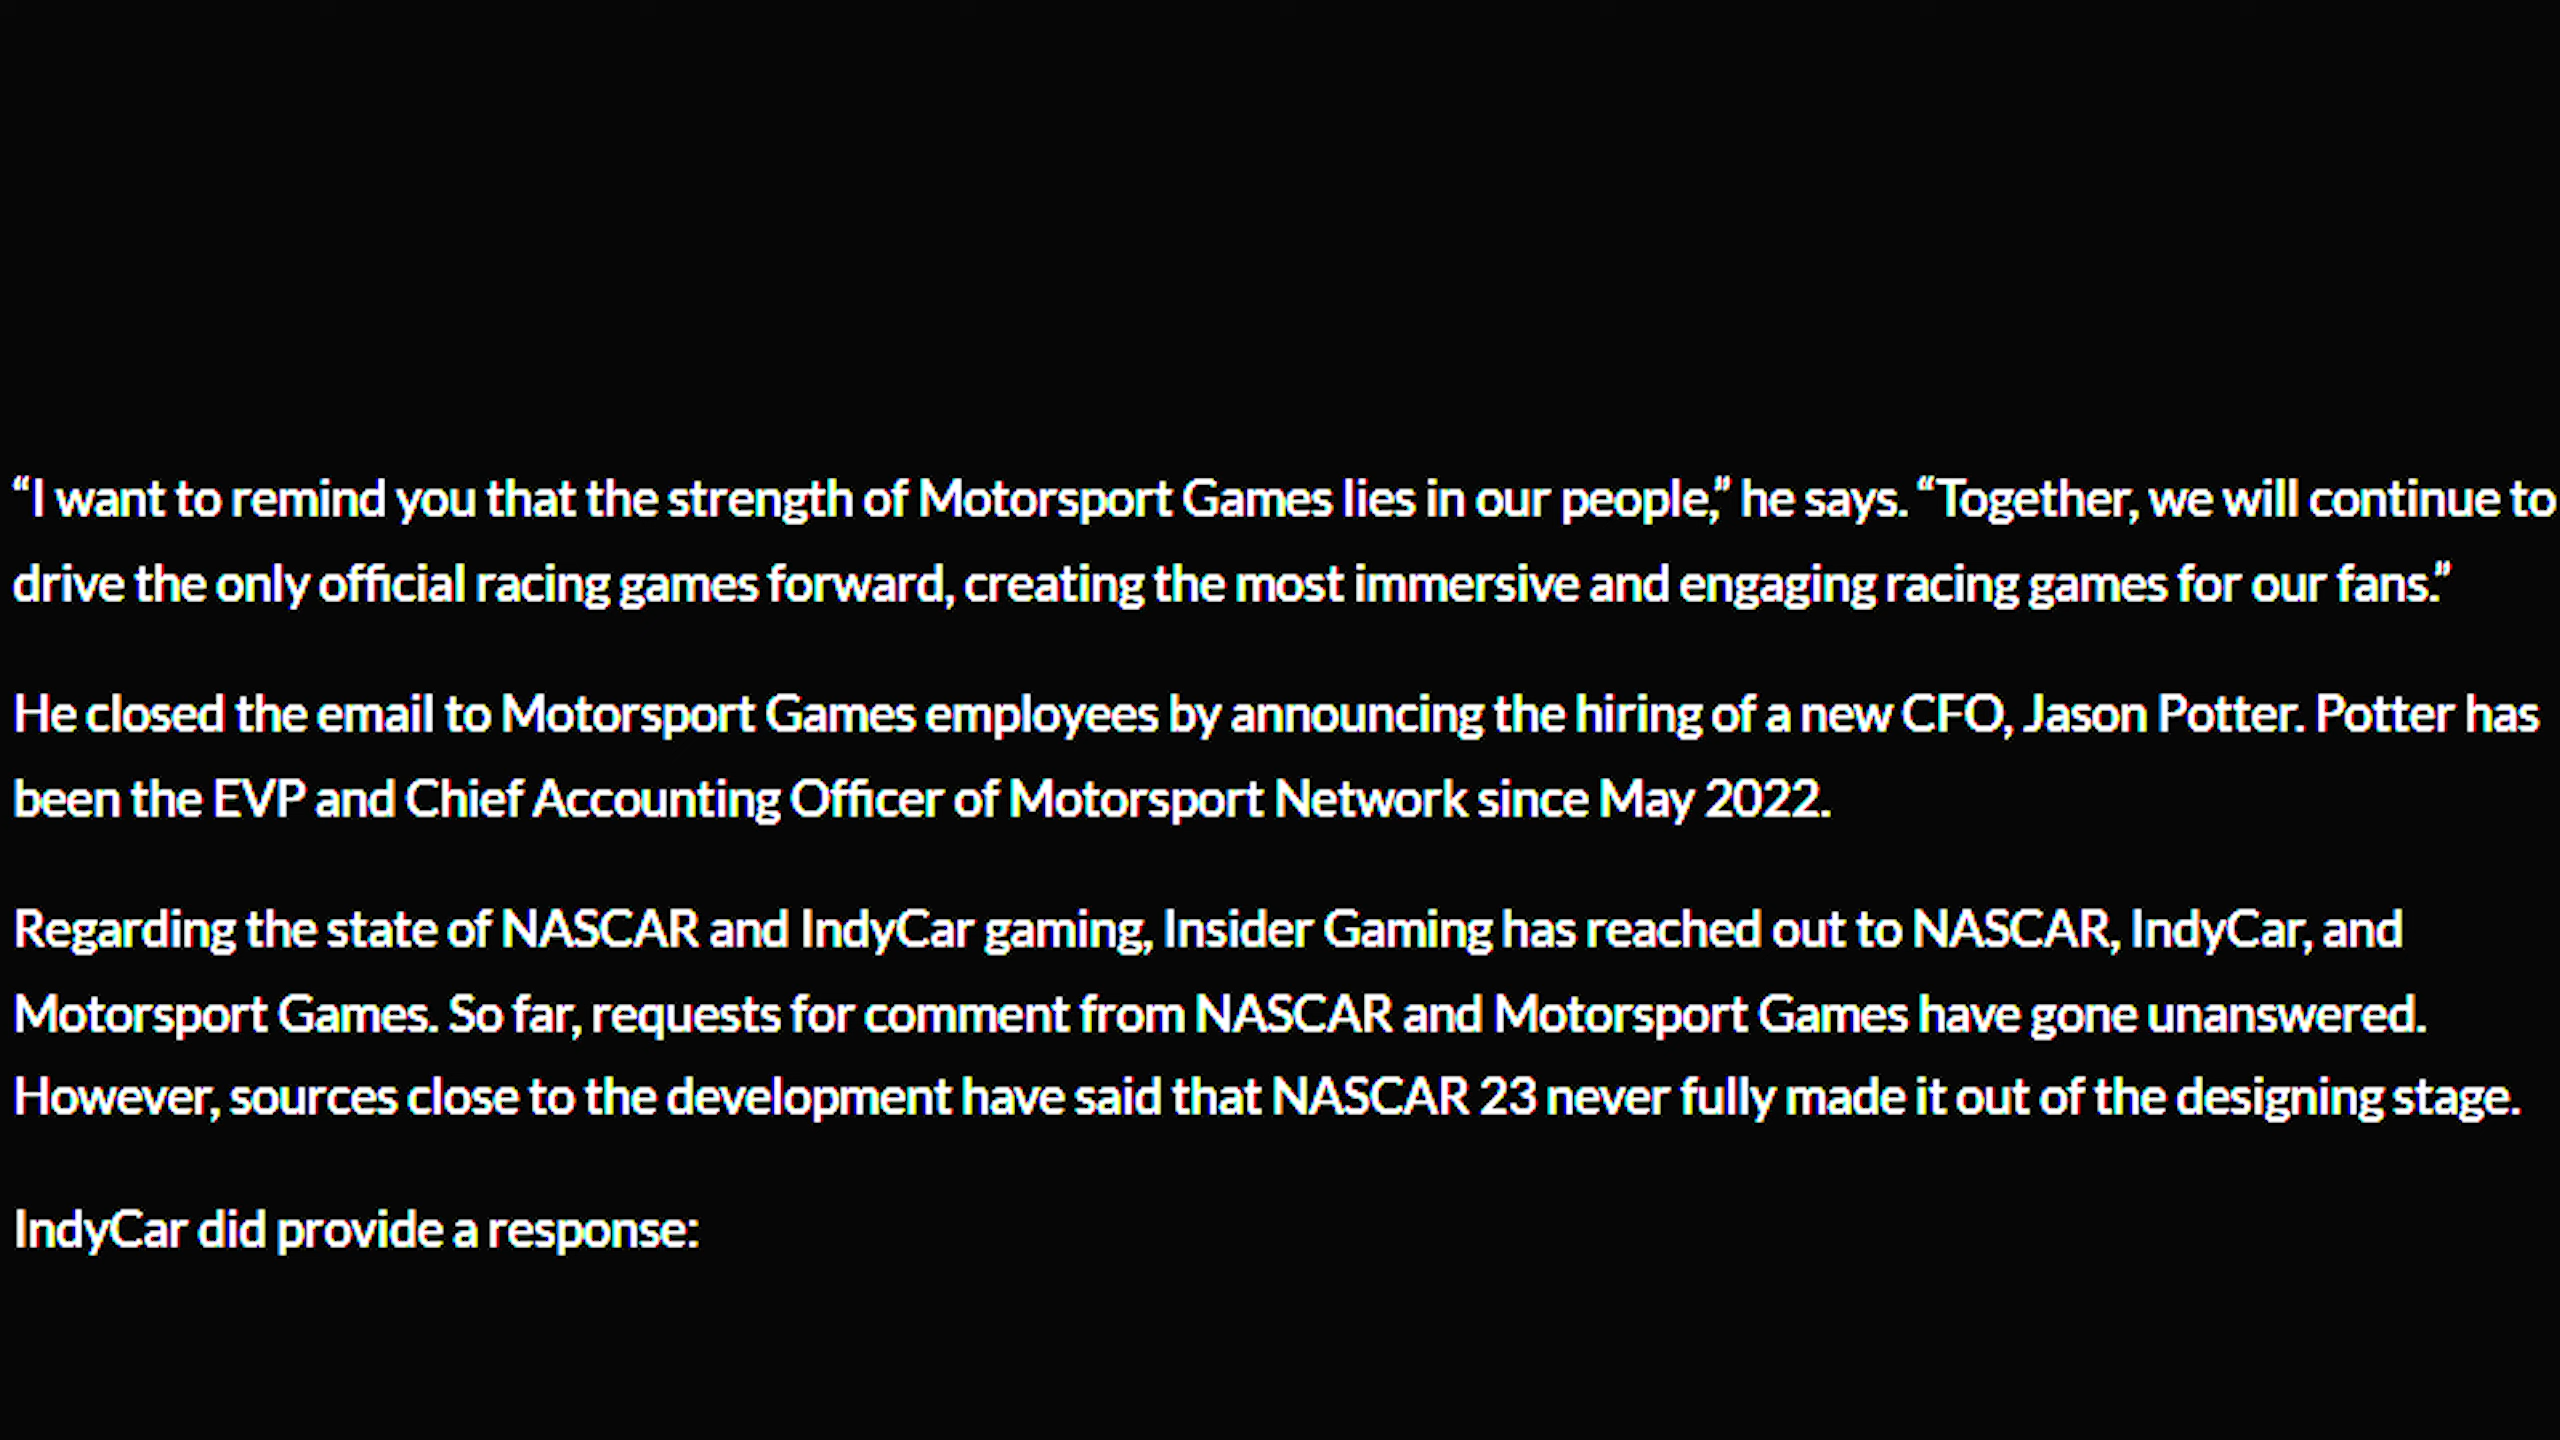 “I want to remind you that the strength of Motorsport Games lies in our people,” he says. “Together, we will continue to
drive the only official racing games forward, creating the most immersive and engaging racing games for our fans.”
He closed the email to Motorsport Games employees by announcing the hiring of a new CFO, Jason Potter. Potter has
been the EVP and Chief Accounting Officer of Motorsport Network since May 2022.
Regarding the state of NASCAR and IndyCar gaming, Insider Gaming has reached out to NASCAR, IndyCar, and
Motorsport Games. So far, requests for comment from NASCAR and Motorsport Games have gone unanswered.
However, sources close to the development have said that NASCAR 23 never fully made it out of the designing stage.
IndyCar did provide a response: